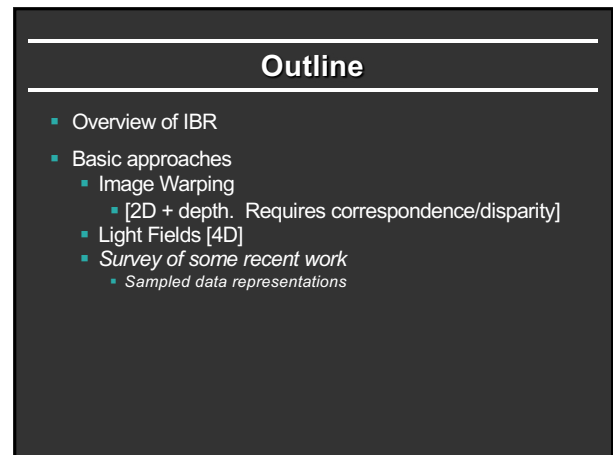 Outline
▪ Overview of IBR
▪ Basic approaches
▪ Image Warping
▪ [2D + depth. Requires correspondence/disparity]
▪ Light Fields [4D]
▪ Survey of some recent work
▪ Sampled data representations